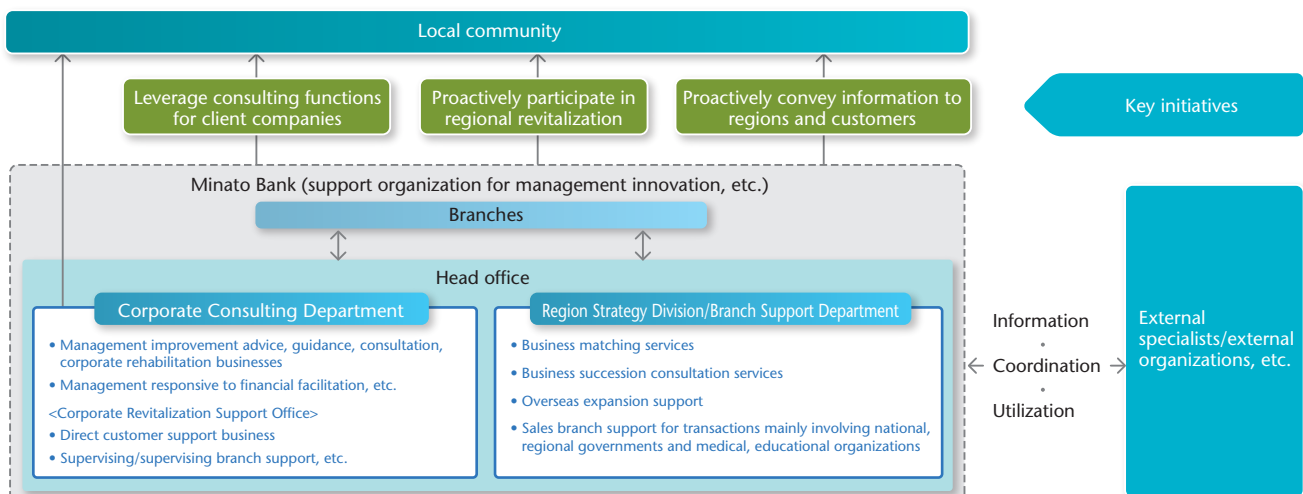 Local community
Leverage consulting functions
for client companies
Proactively participate in
regional revitalization
Proactively convey information to
regions and customers
Key initiatives
Minato Bank (support organization for management innovation, etc.)
Branches
Head office
Corporate Consulting Department
• Management improvement advice, guidance, consultation,
corporate rehabilitation businesses
• Management responsive to financial facilitation, etc.
<Corporate Revitalization Support Office>
• Direct customer support business
• Supervising/supervising branch support, etc.
Region Strategy Division/Branch Support Department
• Business matching services
• Business succession consultation services
• Overseas expansion support
• Sales branch support for transactions mainly involving national,
regional governments and medical, educational organizations
Information
•
Coordination
•
Utilization
External
specialists/external
organizations, etc.